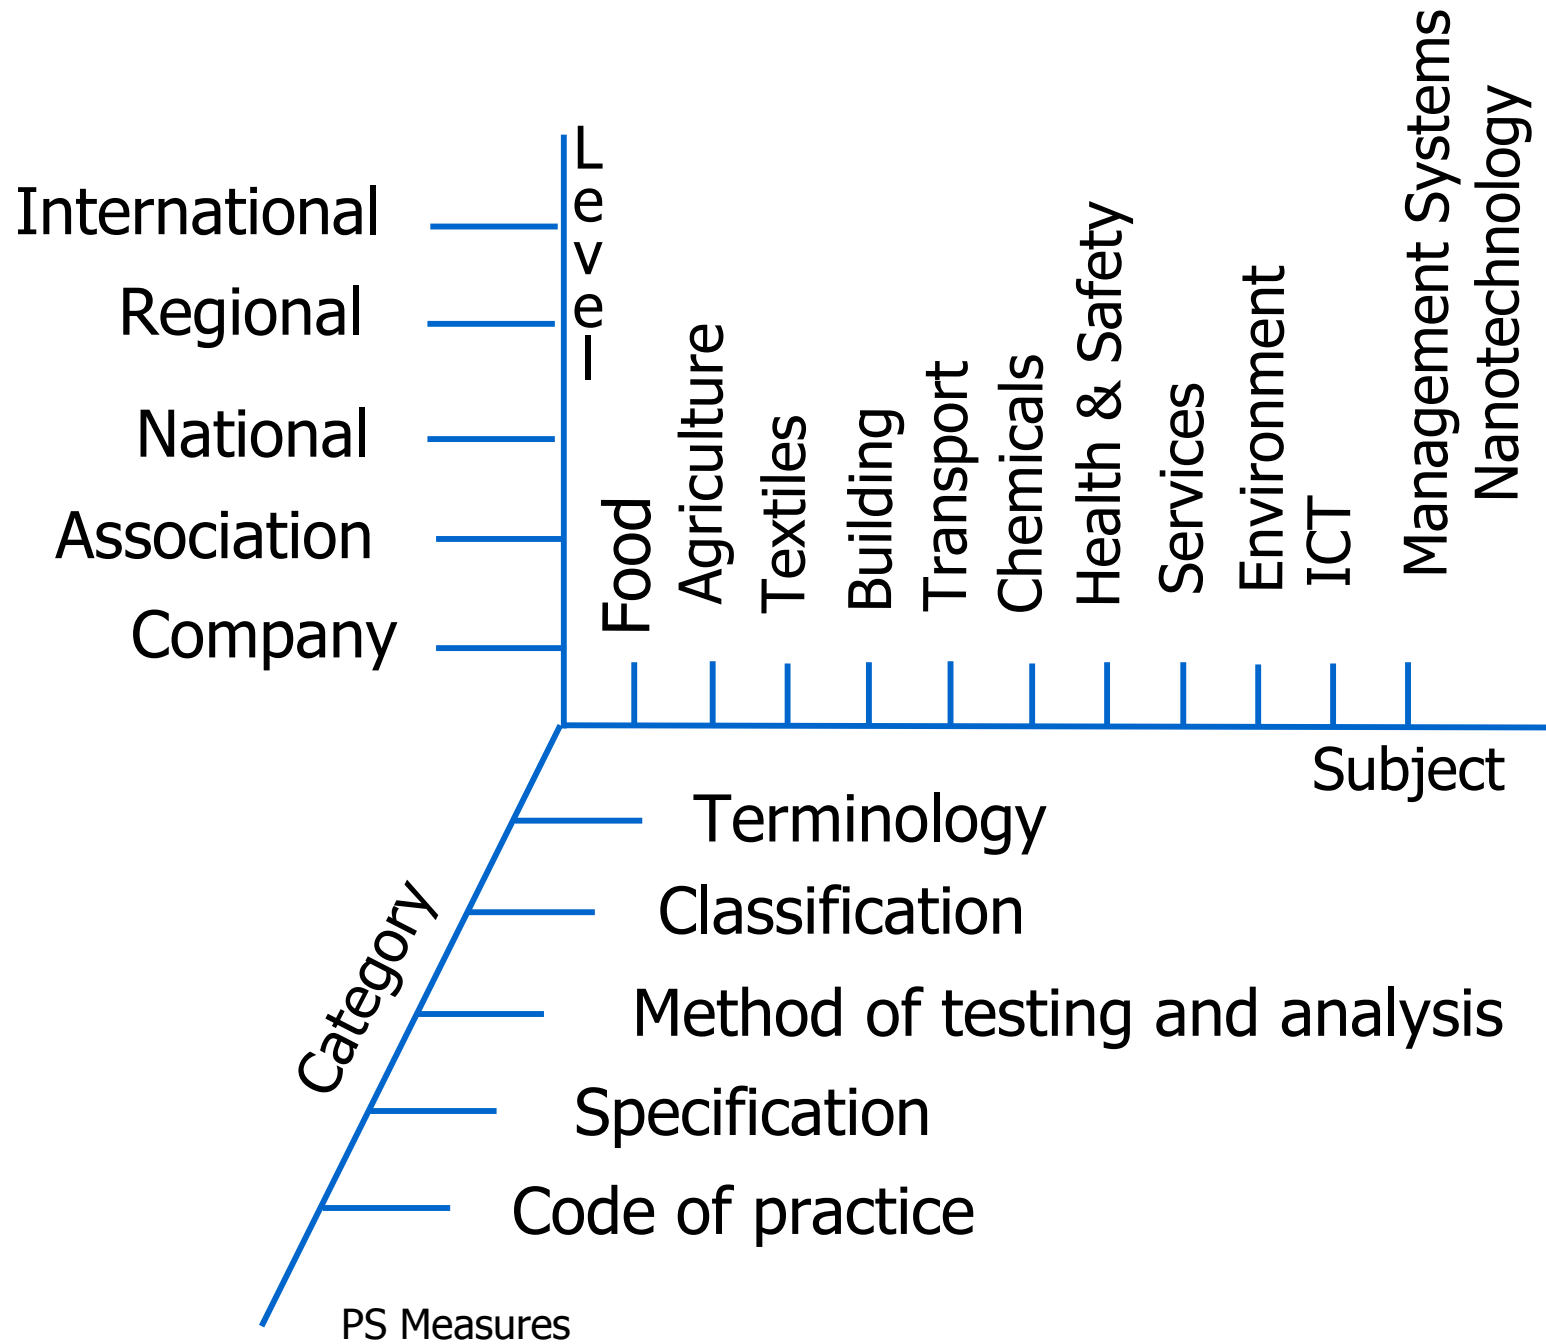 Level
International
Regional
National
Association
Company
Food
Agriculture
Textiles
Building
Transport
Chemicals
Health & Safety
Services
Environment
ICT
Management Systems
Nanotechnology
Subject
Category
Terminology
Classification
Method of testing and analysis
Specification
Code of practice
PS Measures